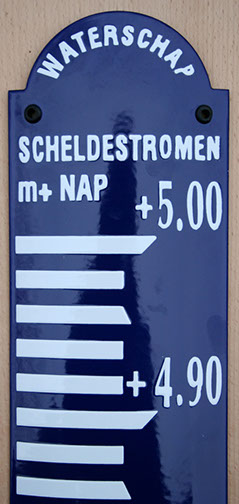 WATERSCHAP
SCHELDESTROMEN
m+ NAP
+5.00
+4.90